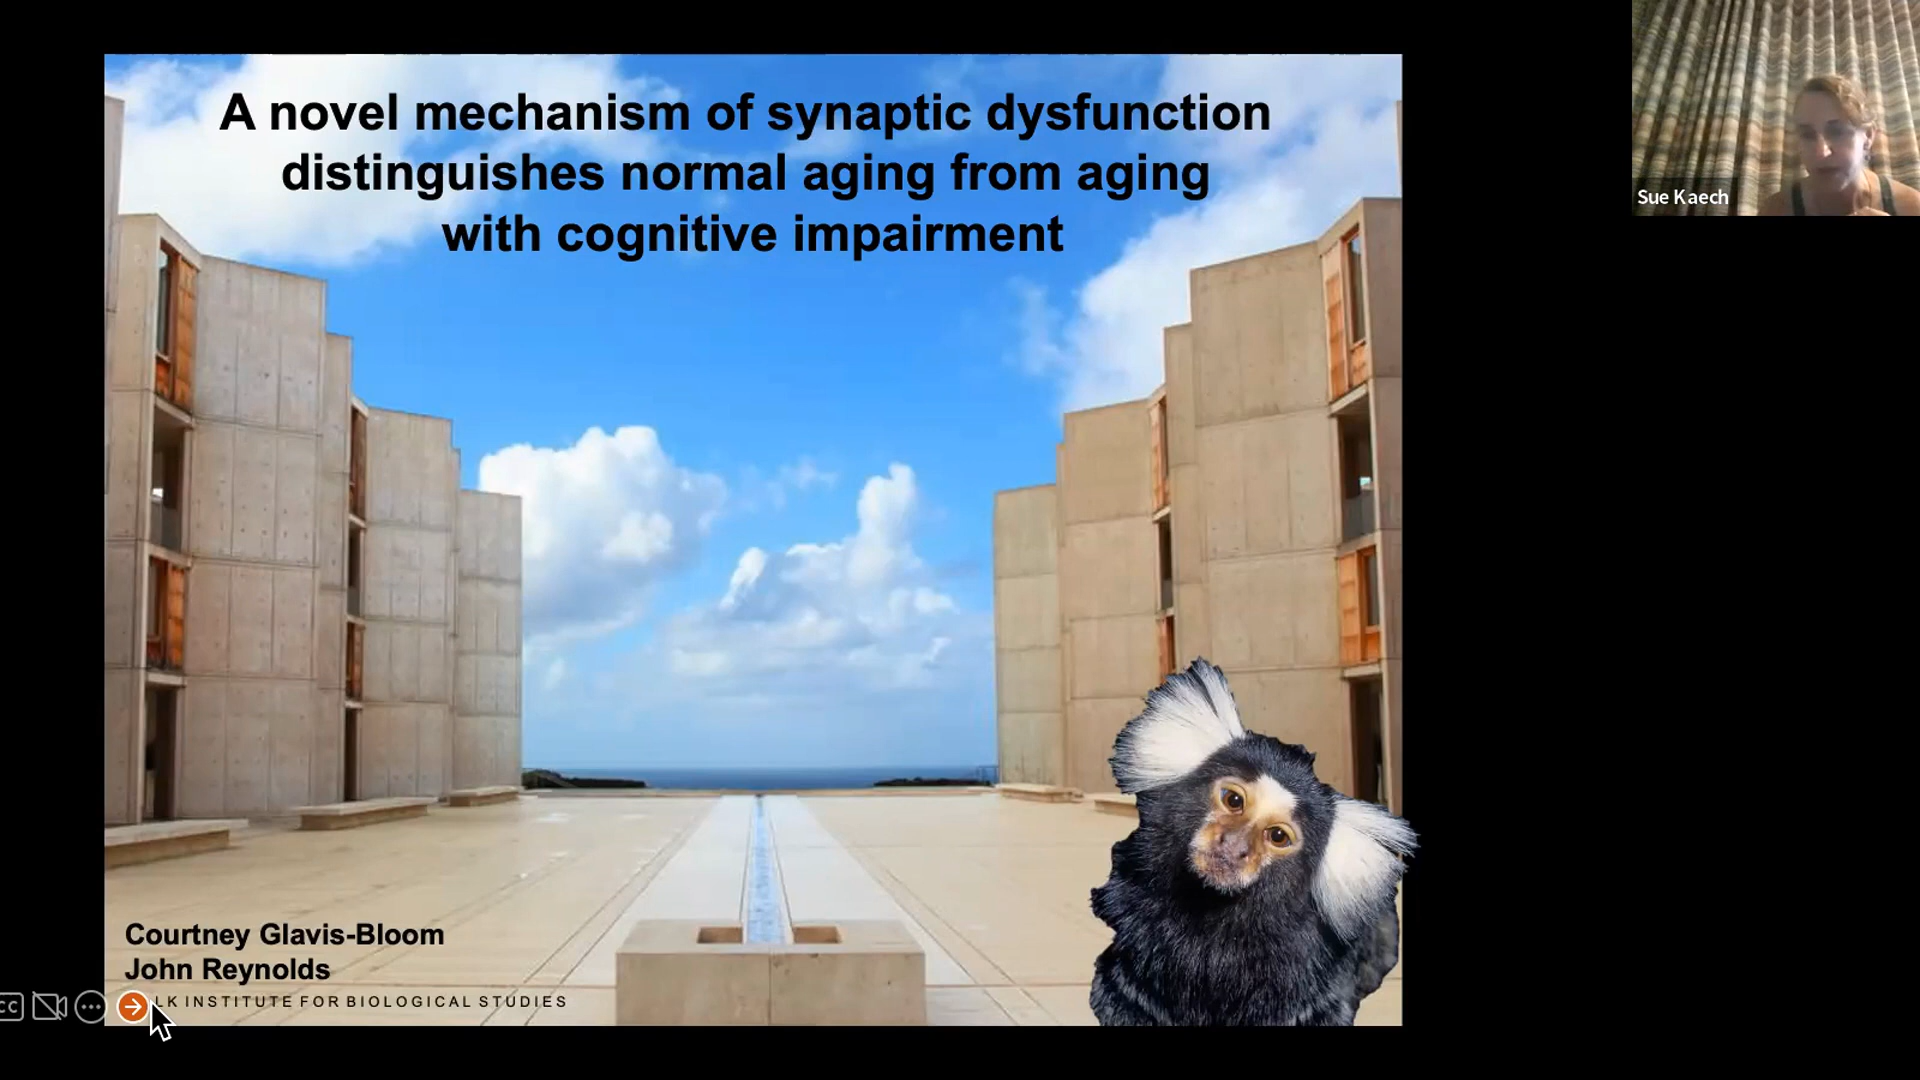 A novel mechanism of synaptic dysfunction
distinguishes normal aging from aging
with cognitive impairment
Sue Kaech
Courtney Glavis-Bloom
John Reynolds
LK INSTITUTE FOR BIOLOGICAL STUDIES
CC